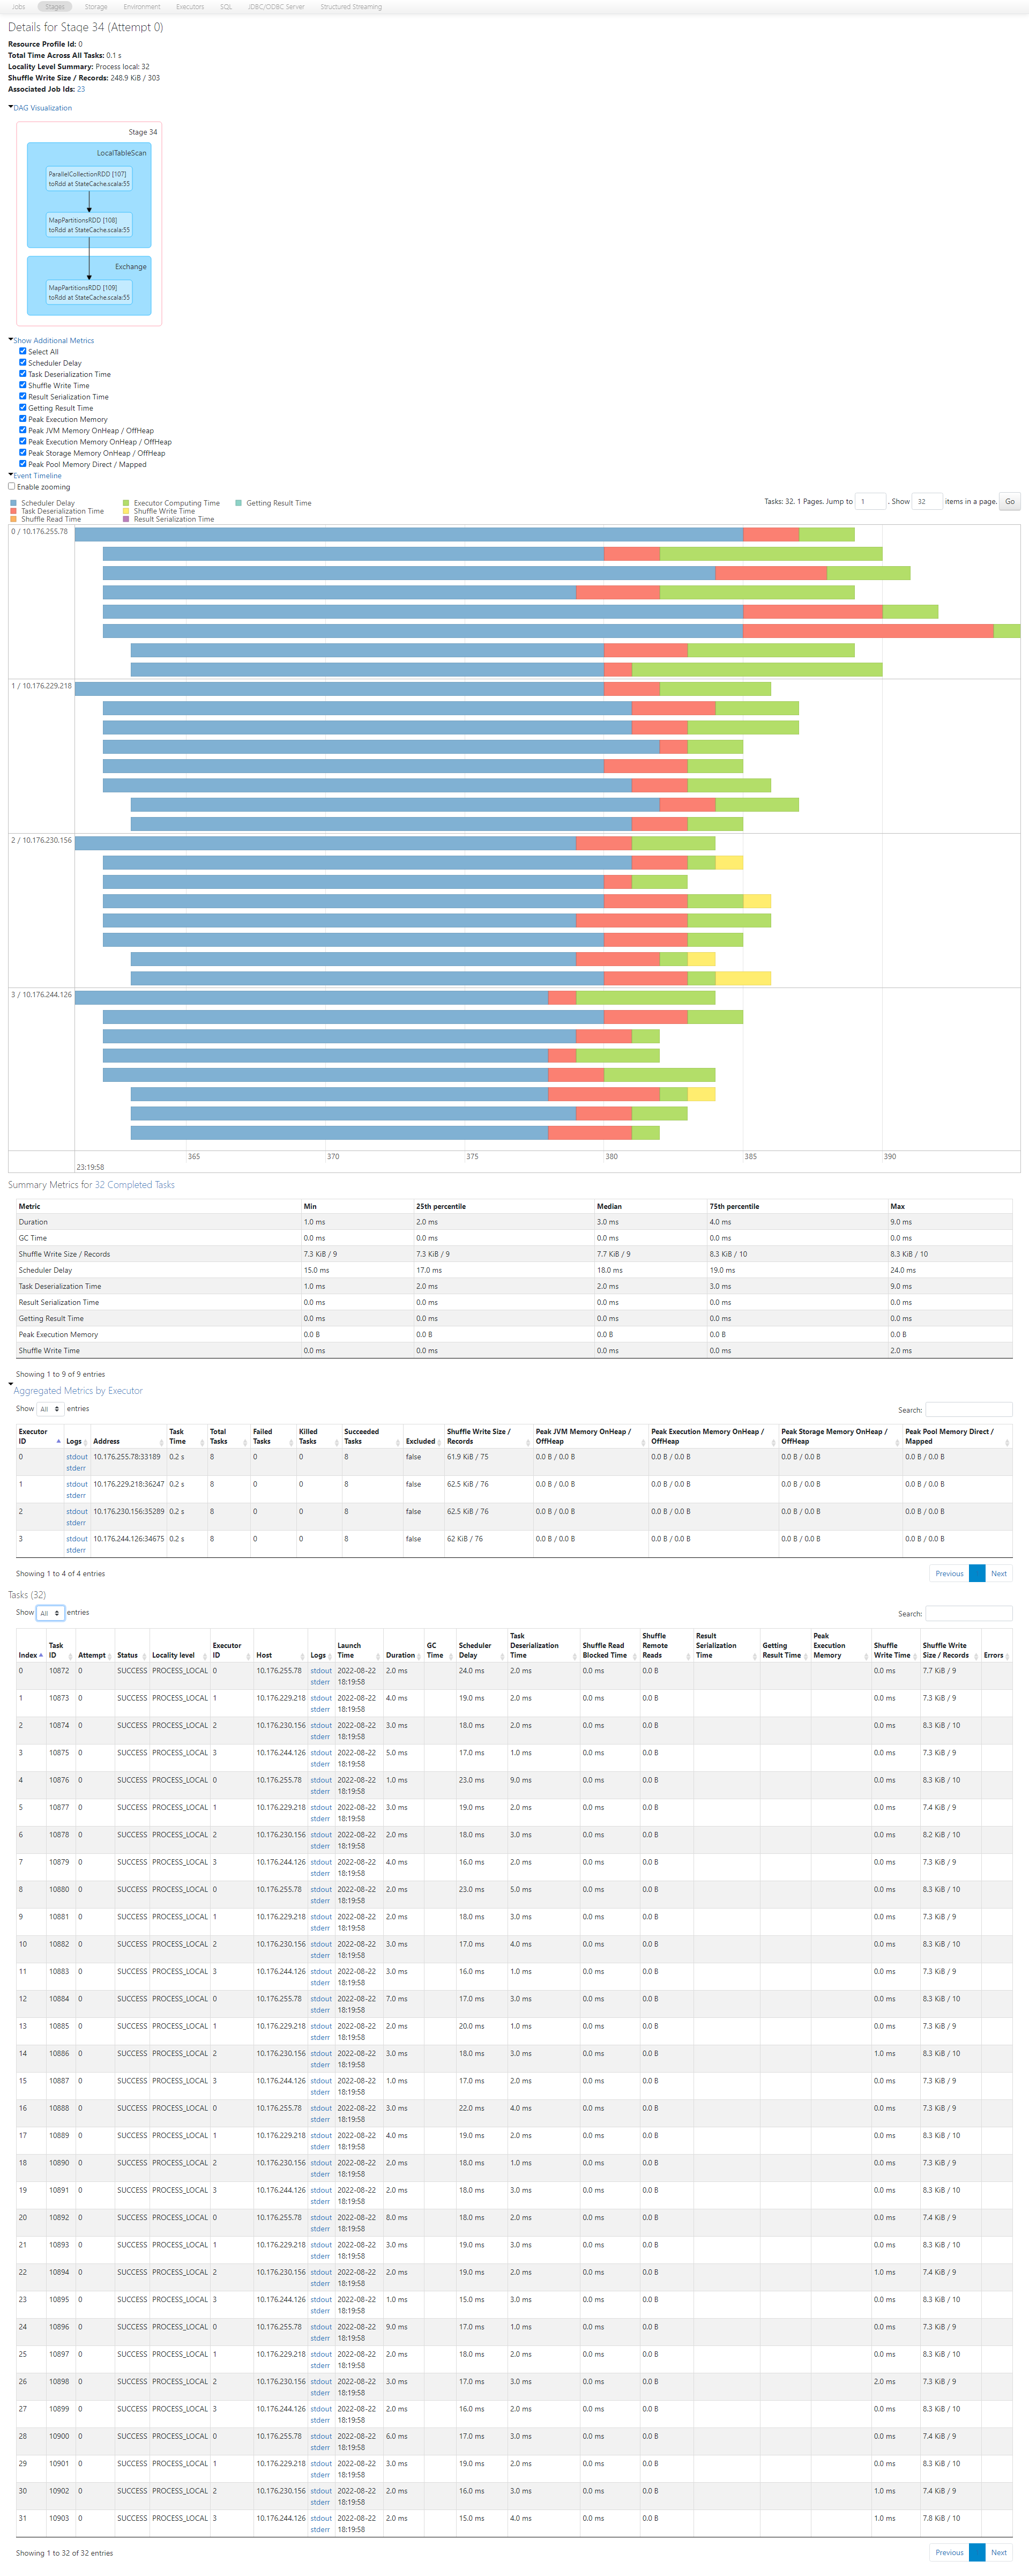 Jobs Stages Storage Environment Executors SQL JDBC/ODBC Server Structured Streaming
Details for Stage 34 (Attempt 0)
Resource Profile Id: 0
Total Time Across All Tasks: 0.1 s
Locality Level Summary: Process local: 32
Shuffle Write Size / Records: 248.9 KiB / 303
Associated Job Ids: 23
DAG Visualization
Stage 34
LocalTableScan
ParallelCollectionRDD [107]
toRdd at StateCache.scala:55
MapPartitionsRDD [108]
toRdd at StateCache.scala:55
Exchange
MapPartitionsRDD [109]
toRdd at StateCache.scala:55
Show Additional Metrics
Select All
Scheduler Delay
Task Deserialization Time
Shuffle Write Time
Result Serialization Time
Getting Result Time
Peak Execution Memory
Peak JVM Memory OnHeap / OffHeap
Peak Execution Memory OnHeap / OffHeap
Peak Storage Memory OnHeap / OffHeap
Peak Pool Memory Direct / Mapped
Event Timeline
Enable zooming
Scheduler Delay Executor Computing Time Getting Result Time
Task Deserialization Time Shuffle Write Time
Shuffle Read Time Result Serialization Time
Tasks: 32. 1 Pages. Jump to 1 . Show 32 items in a page. Go
0 / 10.176.255.78
1 / 10.176.229.218
2 / 10.176.230.156
3 / 10.176.244.126
365 370 375 380 385 390
23:19:58
Summary Metrics for 32 Completed Tasks
Metric Min 25th percentile Median 75th percentile Max
Duration 1.0 ms 2.0 ms 3.0 ms 4.0 ms 9.0 ms
GC Time 0.0 ms 0.0 ms 0.0 ms 0.0 ms 0.0 ms
Shuffle Write Size / Records 7.3 KiB / 9 7.3 KiB / 9 7.7 KiB / 9 8.3 KiB / 10 8.3 KiB / 10
Scheduler Delay 15.0 ms 17.0 ms 18.0 ms 19.0 ms 24.0 ms
Task Deserialization Time 1.0 ms 2.0 ms 2.0 ms 3.0 ms 9.0 ms
Result Serialization Time 0.0 ms 0.0 ms 0.0 ms 0.0 ms 0.0 ms
Getting Result Time 0.0 ms 0.0 ms 0.0 ms 0.0 ms 0.0 ms
Peak Execution Memory 0.0 B 0.0 B 0.0 B 0.0 B 0.0 B
Shuffle Write Time 0.0 ms 0.0 ms 0.0 ms 0.0 ms 2.0 ms
Showing 1 to 9 of 9 entries
Aggregated Metrics by Executor
Show All entries Search:
Executor ID Logs Address Task Time Total Tasks Failed Tasks Killed Tasks Succeeded Tasks Excluded Shuffle Write Size / Records Peak JVM Memory OnHeap / OffHeap Peak Execution Memory OnHeap / OffHeap Peak Storage Memory OnHeap / OffHeap Peak Pool Memory Direct / Mapped
0 stdout 10.176.255.78:33189 0.2 s 8 0 0 8 false 61.9 KiB / 75 0.0 B / 0.0 B 0.0 B / 0.0 B 0.0 B / 0.0 B 0.0 B / 0.0 B
stderr
1 stdout 10.176.229.218:36247 0.2 s 8 0 0 8 false 62.5 KiB / 76 0.0 B / 0.0 B 0.0 B / 0.0 B 0.0 B / 0.0 B 0.0 B / 0.0 B
stderr
2 stdout 10.176.230.156:35289 0.2 s 8 0 0 8 false 62.5 KiB / 76 0.0 B / 0.0 B 0.0 B / 0.0 B 0.0 B / 0.0 B 0.0 B / 0.0 B
stderr
3 stdout 10.176.244.126:34675 0.2 s 8 0 0 8 false 62 KiB / 76 0.0 B / 0.0 B 0.0 B / 0.0 B 0.0 B / 0.0 B 0.0 B / 0.0 B
stderr
Showing 1 to 4 of 4 entries Previous Next
Tasks (32)
Show All entries Search:
Index Task ID Attempt Status Locality level Executor ID Host Logs Launch Time Duration GC Time Scheduler Delay Task Deserialization Time Shuffle Read Blocked Time Shuffle Remote Reads Result Serialization Time Getting Result Time Peak Execution Memory Shuffle Write Time Shuffle Write Size / Records Errors
0 10872 0 SUCCESS PROCESS_LOCAL 0 10.176.255.78 stdout 2022-08-22 2.0 ms 24.0 ms 2.0 ms 0.0 ms 0.0 B 0.0 ms 7.7 KiB / 9
stderr 18:19:58
1 10873 0 SUCCESS PROCESS_LOCAL 1 10.176.229.218 stdout 2022-08-22 4.0 ms 19.0 ms 2.0 ms 0.0 ms 0.0 B 0.0 ms 7.3 KiB / 9
stderr 18:19:58
2 10874 0 SUCCESS PROCESS_LOCAL 2 10.176.230.156 stdout 2022-08-22 3.0 ms 18.0 ms 2.0 ms 0.0 ms 0.0 B 0.0 ms 8.3 KiB / 10
stderr 18:19:58
3 10875 0 SUCCESS PROCESS_LOCAL 3 10.176.244.126 stdout 2022-08-22 5.0 ms 17.0 ms 1.0 ms 0.0 ms 0.0 B 0.0 ms 7.3 KiB / 9
stderr 18:19:58
4 10876 0 SUCCESS PROCESS_LOCAL 0 10.176.255.78 stdout 2022-08-22 1.0 ms 23.0 ms 9.0 ms 0.0 ms 0.0 B 0.0 ms 8.3 KiB / 10
stderr 18:19:58
5 10877 0 SUCCESS PROCESS_LOCAL 1 10.176.229.218 stdout 2022-08-22 3.0 ms 19.0 ms 2.0 ms 0.0 ms 0.0 B 0.0 ms 7.4 KiB / 9
stderr 18:19:58
6 10878 0 SUCCESS PROCESS_LOCAL 2 10.176.230.156 stdout 2022-08-22 2.0 ms 18.0 ms 3.0 ms 0.0 ms 0.0 B 0.0 ms 8.2 KiB / 10
stderr 18:19:58
7 10879 0 SUCCESS PROCESS_LOCAL 3 10.176.244.126 stdout 2022-08-22 4.0 ms 16.0 ms 2.0 ms 0.0 ms 0.0 B 0.0 ms 7.3 KiB / 9
stderr 18:19:58
8 10880 0 SUCCESS PROCESS_LOCAL 0 10.176.255.78 stdout 2022-08-22 2.0 ms 23.0 ms 5.0 ms 0.0 ms 0.0 B 0.0 ms 8.3 KiB / 10
stderr 18:19:58
9 10881 0 SUCCESS PROCESS_LOCAL 1 10.176.229.218 stdout 2022-08-22 2.0 ms 18.0 ms 3.0 ms 0.0 ms 0.0 B 0.0 ms 7.3 KiB / 9
stderr 18:19:58
10 10882 0 SUCCESS PROCESS_LOCAL 2 10.176.230.156 stdout 2022-08-22 3.0 ms 17.0 ms 4.0 ms 0.0 ms 0.0 B 0.0 ms 8.3 KiB / 10
stderr 18:19:58
11 10883 0 SUCCESS PROCESS_LOCAL 3 10.176.244.126 stdout 2022-08-22 3.0 ms 16.0 ms 1.0 ms 0.0 ms 0.0 B 0.0 ms 7.3 KiB / 9
stderr 18:19:58
12 10884 0 SUCCESS PROCESS_LOCAL 0 10.176.255.78 stdout 2022-08-22 7.0 ms 17.0 ms 3.0 ms 0.0 ms 0.0 B 0.0 ms 8.3 KiB / 10
stderr 18:19:58
13 10885 0 SUCCESS PROCESS_LOCAL 1 10.176.229.218 stdout 2022-08-22 2.0 ms 20.0 ms 1.0 ms 0.0 ms 0.0 B 0.0 ms 7.3 KiB / 9
stderr 18:19:58
14 10886 0 SUCCESS PROCESS_LOCAL 2 10.176.230.156 stdout 2022-08-22 3.0 ms 18.0 ms 3.0 ms 0.0 ms 0.0 B 1.0 ms 8.3 KiB / 10
stderr 18:19:58
15 10887 0 SUCCESS PROCESS_LOCAL 3 10.176.244.126 stdout 2022-08-22 1.0 ms 17.0 ms 2.0 ms 0.0 ms 0.0 B 0.0 ms 7.3 KiB / 9
stderr 18:19:58
16 10888 0 SUCCESS PROCESS_LOCAL 0 10.176.255.78 stdout 2022-08-22 3.0 ms 22.0 ms 4.0 ms 0.0 ms 0.0 B 0.0 ms 7.3 KiB / 9
stderr 18:19:58
17 10889 0 SUCCESS PROCESS_LOCAL 1 10.176.229.218 stdout 2022-08-22 4.0 ms 19.0 ms 2.0 ms 0.0 ms 0.0 B 0.0 ms 8.3 KiB / 10
stderr 18:19:58
18 10890 0 SUCCESS PROCESS_LOCAL 2 10.176.230.156 stdout 2022-08-22 2.0 ms 18.0 ms 1.0 ms 0.0 ms 0.0 B 0.0 ms 7.3 KiB / 9
stderr 18:19:58
19 10891 0 SUCCESS PROCESS_LOCAL 3 10.176.244.126 stdout 2022-08-22 2.0 ms 18.0 ms 3.0 ms 0.0 ms 0.0 B 0.0 ms 8.3 KiB / 10
stderr 18:19:58
20 10892 0 SUCCESS PROCESS_LOCAL 0 10.176.255.78 stdout 2022-08-22 8.0 ms 18.0 ms 2.0 ms 0.0 ms 0.0 B 0.0 ms 7.4 KiB / 9
stderr 18:19:58
21 10893 0 SUCCESS PROCESS_LOCAL 1 10.176.229.218 stdout 2022-08-22 3.0 ms 19.0 ms 3.0 ms 0.0 ms 0.0 B 0.0 ms 8.3 KiB / 10
stderr 18:19:58
22 10894 0 SUCCESS PROCESS_LOCAL 2 10.176.230.156 stdout 2022-08-22 2.0 ms 19.0 ms 2.0 ms 0.0 ms 0.0 B 1.0 ms 7.4 KiB / 9
stderr 18:19:58
23 10895 0 SUCCESS PROCESS_LOCAL 3 10.176.244.126 stdout 2022-08-22 1.0 ms 15.0 ms 3.0 ms 0.0 ms 0.0 B 0.0 ms 8.3 KiB / 10
stderr 18:19:58
24 10896 0 SUCCESS PROCESS_LOCAL 0 10.176.255.78 stdout 2022-08-22 9.0 ms 17.0 ms 1.0 ms 0.0 ms 0.0 B 0.0 ms 7.3 KiB / 9
stderr 18:19:58
25 10897 0 SUCCESS PROCESS_LOCAL 1 10.176.229.218 stdout 2022-08-22 2.0 ms 18.0 ms 2.0 ms 0.0 ms 0.0 B 0.0 ms 8.3 KiB / 10
stderr 18:19:58
26 10898 0 SUCCESS PROCESS_LOCAL 2 10.176.230.156 stdout 2022-08-22 3.0 ms 17.0 ms 3.0 ms 0.0 ms 0.0 B 2.0 ms 7.3 KiB / 9
stderr 18:19:58
27 10899 0 SUCCESS PROCESS_LOCAL 3 10.176.244.126 stdout 2022-08-22 2.0 ms 16.0 ms 2.0 ms 0.0 ms 0.0 B 0.0 ms 8.3 KiB / 10
stderr 18:19:58
28 10900 0 SUCCESS PROCESS_LOCAL 0 10.176.255.78 stdout 2022-08-22 6.0 ms 17.0 ms 3.0 ms 0.0 ms 0.0 B 0.0 ms 7.4 KiB / 9
stderr 18:19:58
29 10901 0 SUCCESS PROCESS_LOCAL 1 10.176.229.218 stdout 2022-08-22 3.0 ms 19.0 ms 2.0 ms 0.0 ms 0.0 B 0.0 ms 8.3 KiB / 10
stderr 18:19:58
30 10902 0 SUCCESS PROCESS_LOCAL 2 10.176.230.156 stdout 2022-08-22 2.0 ms 16.0 ms 3.0 ms 0.0 ms 0.0 B 1.0 ms 7.4 KiB / 9
stderr 18:19:58
31 10903 0 SUCCESS PROCESS_LOCAL 3 10.176.244.126 stdout 2022-08-22 2.0 ms 15.0 ms 4.0 ms 0.0 ms 0.0 B 1.0 ms 7.8 KiB / 10
stderr 18:19:58
Showing 1 to 32 of 32 entries Previous Next